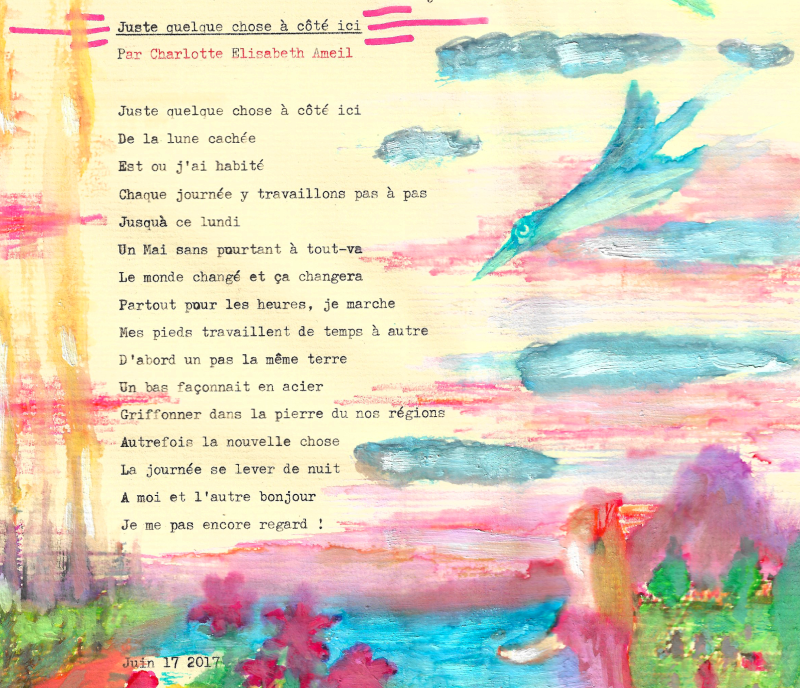 Juste quelque chose à côté ici
Par Charlotte Elisabeth Ameil
Juste quelque chose à côté ici
De la lune cachée
Est ou j'ai habité
Chaque journée y travaillons pas à pas
Jusquà ce lundi
Un Mai sans pourtant à tout-va
Le monde changé et ça changera
Partout pour les heures, je marche
Mes pieds travaillent de temps à autre
D'abord un pas la même terre
Un bas façonnait en acier
Griffonner dans la pierre du nos régions
Autrefois la nouvelle chose
La journée se lever de nuit
A moi et l'autre bonjour
Je me pas encore regard !
Juin 17 2017